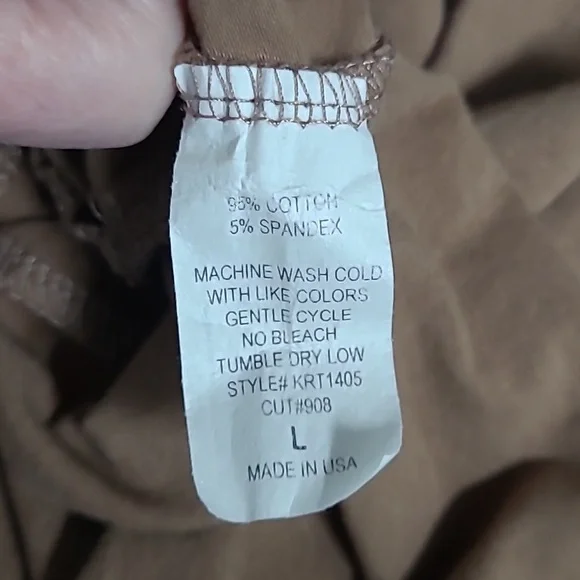 95% COTTON
5% SPANDEX
MACHINE WASH COLD
WITH LIKE COLORS
GENTLE CYCLE
NO BLEACH
TUMBLE DRY LOW
STYLE# KRT1405
CUT#908
L
MADE IN USA